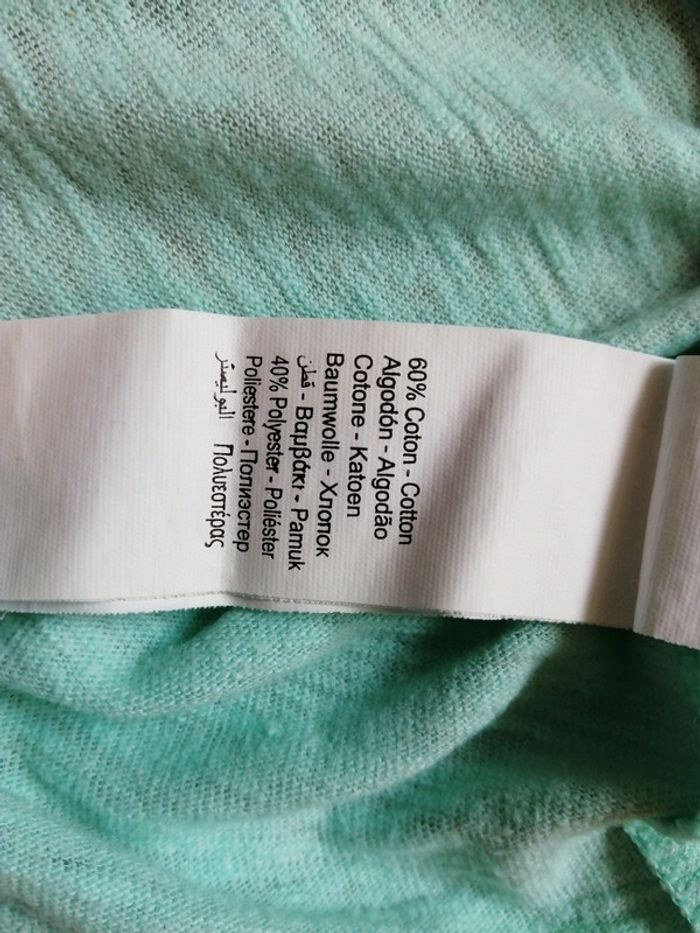 60% Coton - Cotton
Algodón - Algodão
Cotone - Katoen
Baumwolle - Хлопок
قطن - Βαμβάκι - Pamuk
40% Polyester - Poliéster
Poliestere - Полиэстер
البوليستر Πολυεστέρας